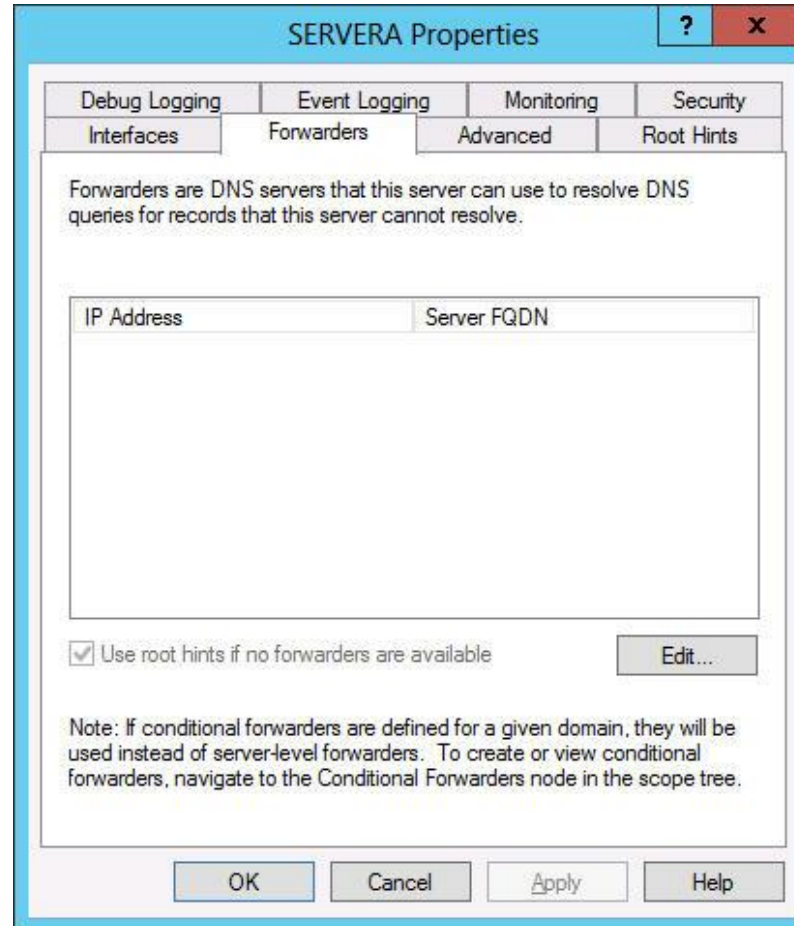 SERVERA Properties
?
x
Debug Logging
Event Logging
Monitoring
Security
Interfaces
Forwarders
Advanced
Root Hints
Forwarders are DNS servers that this server can use to resolve DNS
queries for records that this server cannot resolve.
IP Address
Server FQDN
Use root hints if no forwarders are available
Edit...
Note: If conditional forwarders are defined for a given domain, they will be
used instead of server-level forwarders. To create or view conditional
forwarders, navigate to the Conditional Forwarders node in the scope tree.
OK
Cancel
Apply
Help